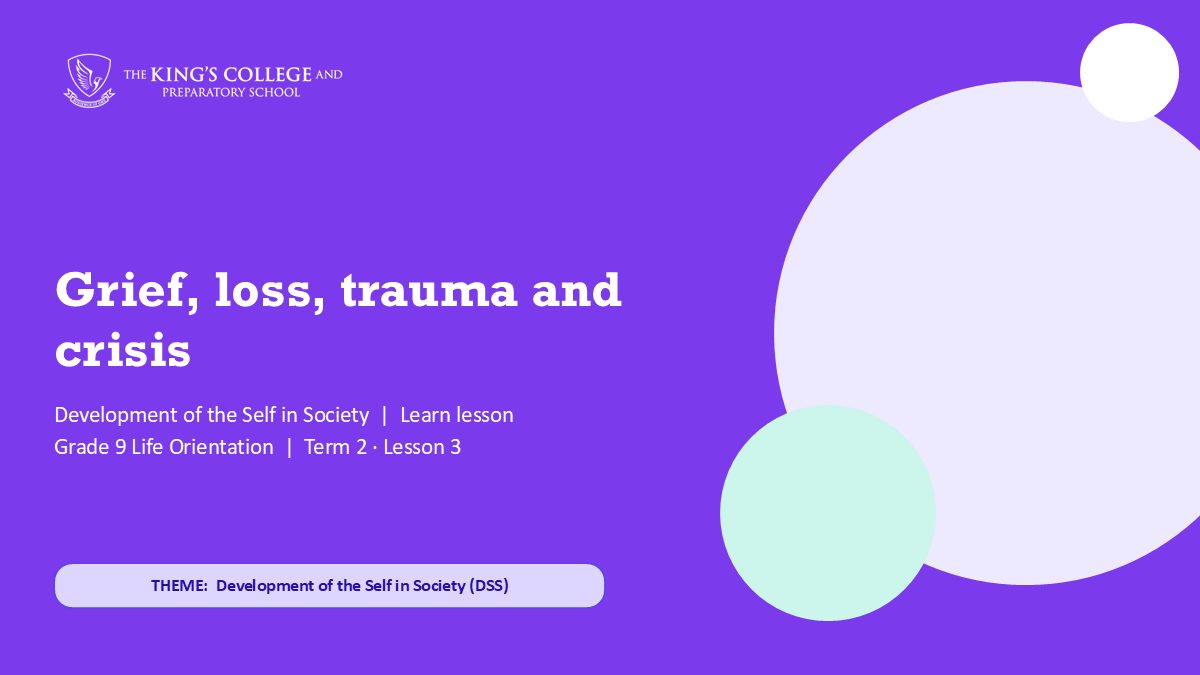 THE KING'S COLLEGE AND
PREPARATORY SCHOOL
Grief, loss, trauma and
crisis
Development of the Self in Society | Learn lesson
Grade 9 Life Orientation | Term 2 · Lesson 3
THEME: Development of the Self in Society (DSS)